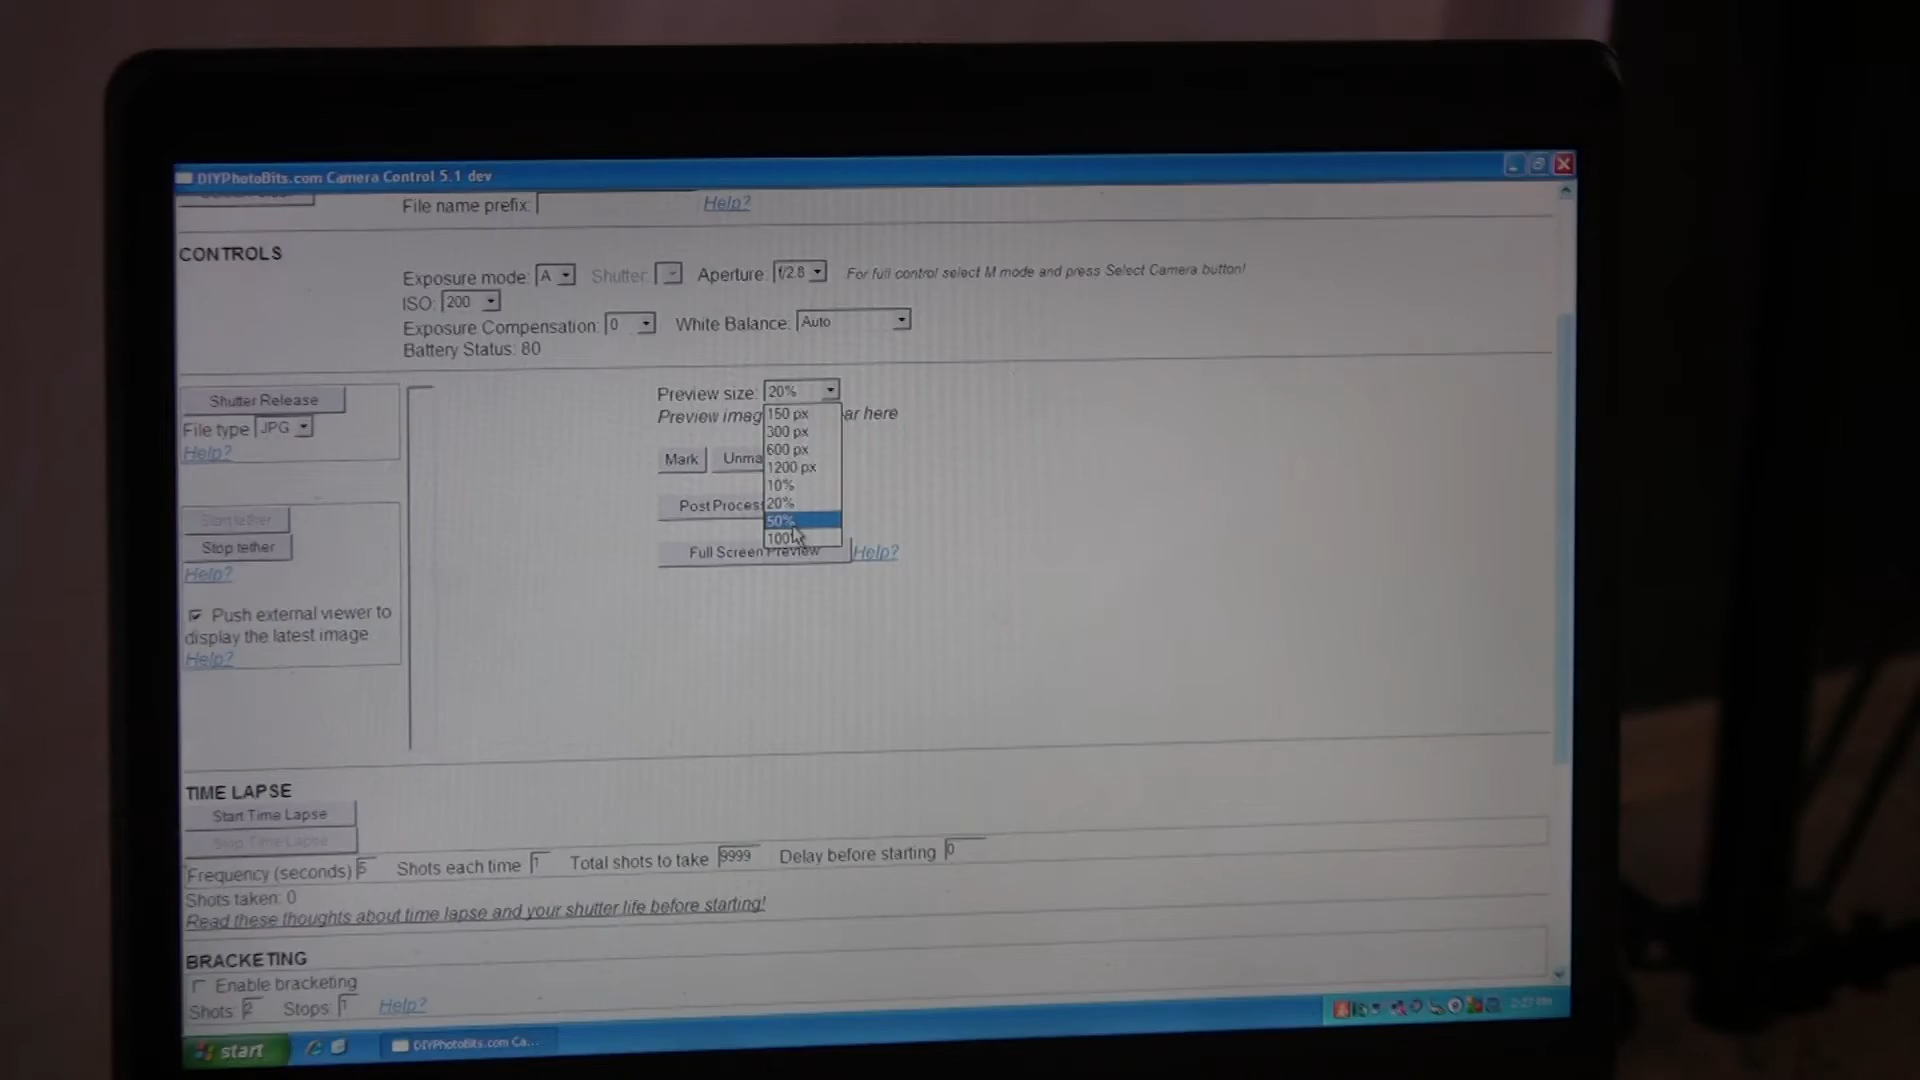 DIYPhotoBits.com Camera Control 5.1 dev
File name prefix: Help?
CONTROLS
Exposure mode: A Shutter: Aperture: f/2.8 For full control select M mode and press Select Camera button!
ISO: 200
Exposure Compensation: 0 White Balance: Auto
Battery Status: 80
Shutter Release
File type JPG
Help?
Start tether
Stop tether
Help?
Push external viewer to
display the latest image
Help?
Preview size: 20%
Preview imag ar here
150 px
300 px
600 px
1200 px
10%
20%
50%
100%
Mark Unma
Post Process
Full Screen Preview Help?
TIME LAPSE
Start Time Lapse
Stop Time Lapse
Frequency (seconds) 5 Shots each time 1 Total shots to take 9999 Delay before starting 0
Shots taken: 0
Read these thoughts about time lapse and your shutter life before starting!
BRACKETING
Enable bracketing
Shots: 2 Stops: 1 Help?
start DIYPhotoBits.com Ca...